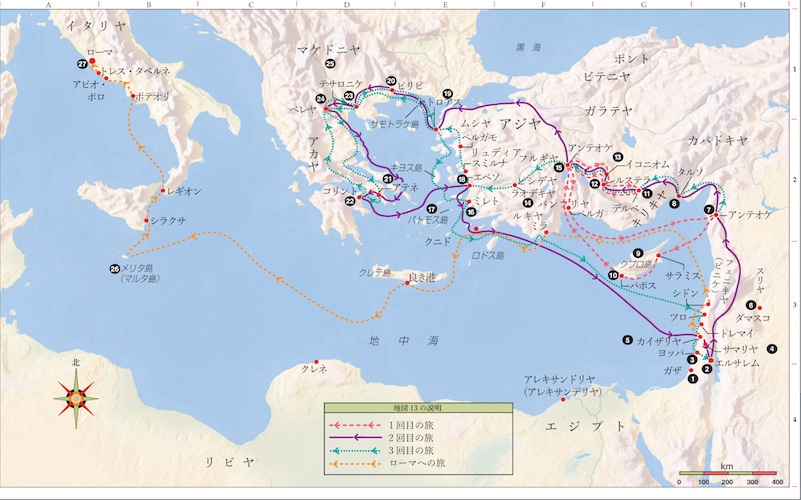 A B C D E F G H
1
2
3
4
イタリヤ
ローマ
27
トレス・タベルネ
アピオ・
ポロ
ポテオリ
レギオン
シラクサ
26
メリタ島
(マルタ島)
マケドニヤ
25
テサロニケ
20
ピリピ
24
23
ベレヤ
サモトラケ島
19
トロアス
黒海
ポント
ビテニヤ
ガラテヤ
カパドキヤ
アジヤ
ムシヤ
ペルガモ
リュディア
スミルナ
フルギヤ
アンテオケ
15
13
イコニオム
12
ルステラ
11
デルベ
タルソ
8
キリキヤ
7
アンテオケ
アカヤ
キヨス島
18
エペソ
ラオデキヤ
ピシデヤ
14
パンフリヤ
ペルガ
ルキヤ
ミラ
21
アテネ
コリント
22
17
パトモス島
16
ミレト
クニド
ロドス島
クレテ島
良き港
9
クプロ島
サラミス
10
パポス
フェニキヤ
(ピニケ)
シドン
ツロ
トレマイ
スリヤ
6
ダマスコ
5
カイザリヤ
サマリヤ
4
ヨッパ
3
エルサレム
2
ガザ
1
地中海
クレネ
アレキサンドリヤ
(アレキサンデリヤ)
エジプト
リビヤ
北
地図13の説明
1回目の旅
2回目の旅
3回目の旅
ローマへの旅
km
0 100 200 300 400